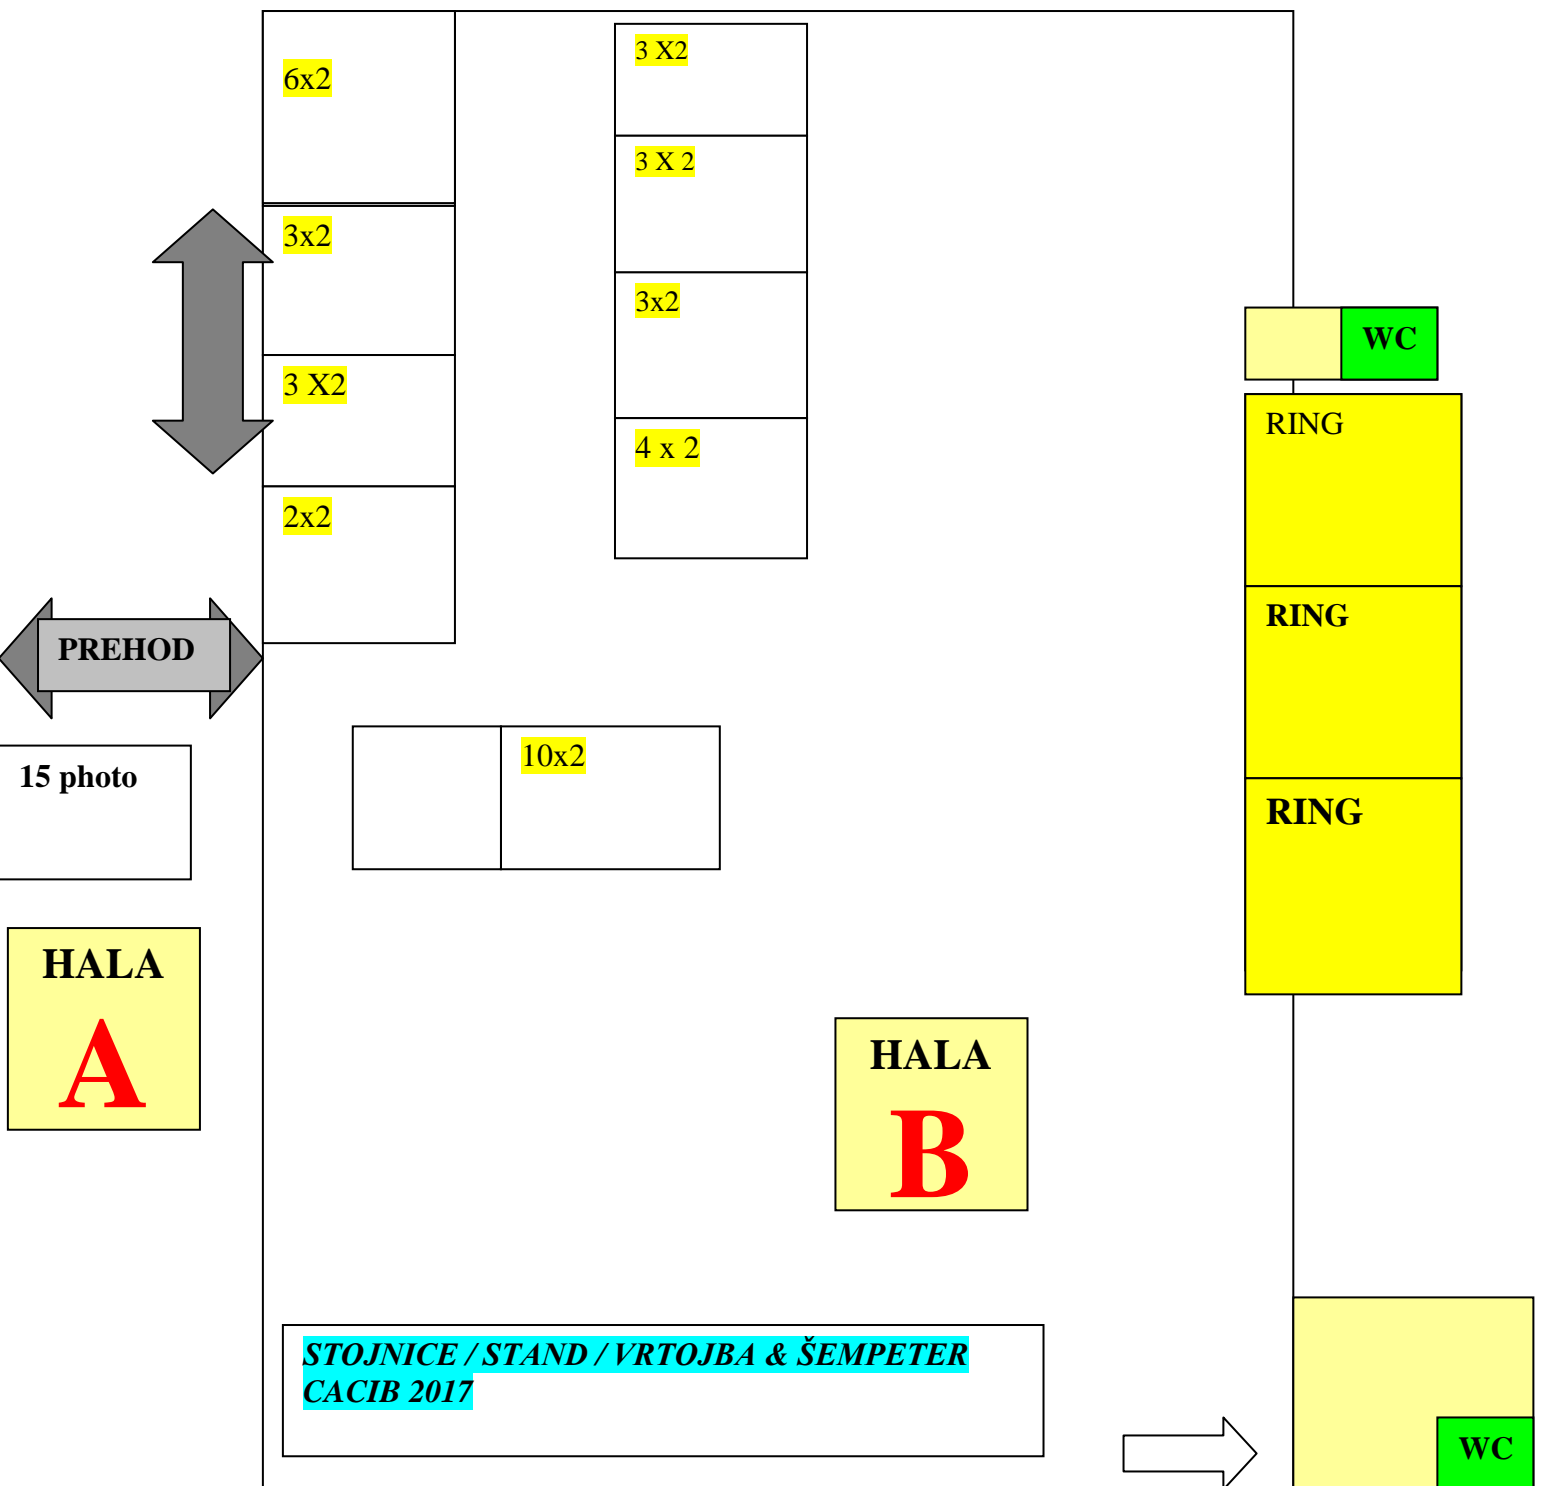 6x2
3x2
3 X2
2x2
3 X2
3 X 2
3x2
4 x 2
WC
RING
RING
RING
PREHOD
10x2
15 photo
HALA
A
HALA
B
STOJNICE / STAND / VRTOJBA & ŠEMPETER
CACIB 2017
WC